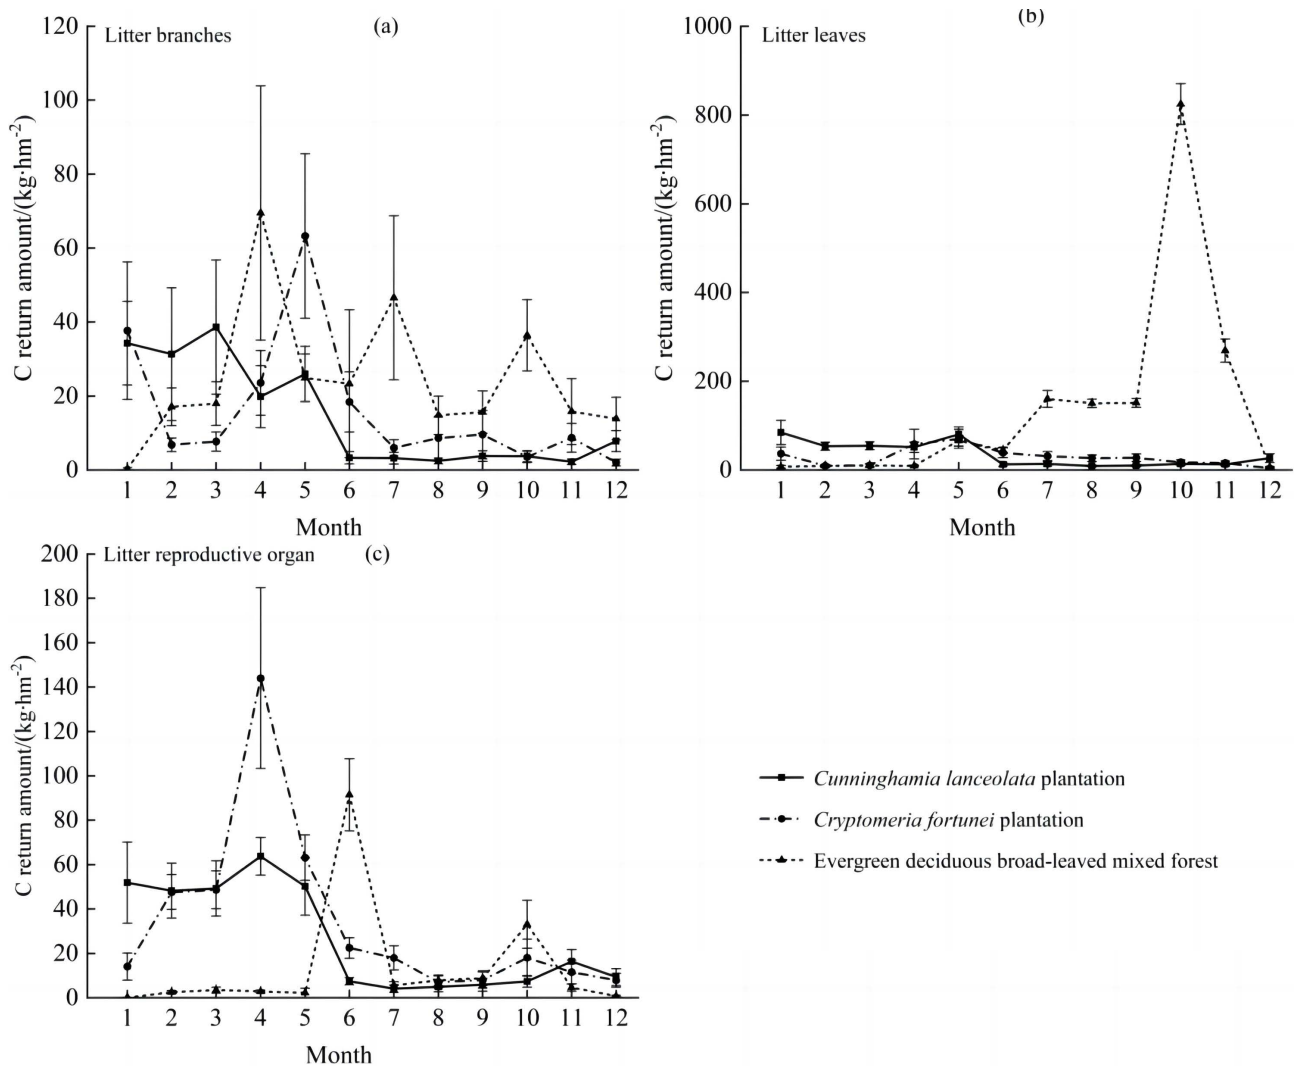 Litter branches
(a)
120
100
80
60
40
20
0
C return amount/(kg·hm⁻²)
1 2 3 4 5 6 7 8 9 10 11 12
Month
(b)
Litter leaves
1000
800
600
400
200
0
C return amount/(kg·hm⁻²)
1 2 3 4 5 6 7 8 9 10 11 12
Month
Litter reproductive organ
(c)
200
180
160
140
120
100
80
60
40
20
0
C return amount/(kg·hm⁻²)
1 2 3 4 5 6 7 8 9 10 11 12
Month
Cunninghamia lanceolata plantation
Cryptomeria fortunei plantation
Evergreen deciduous broad-leaved mixed forest